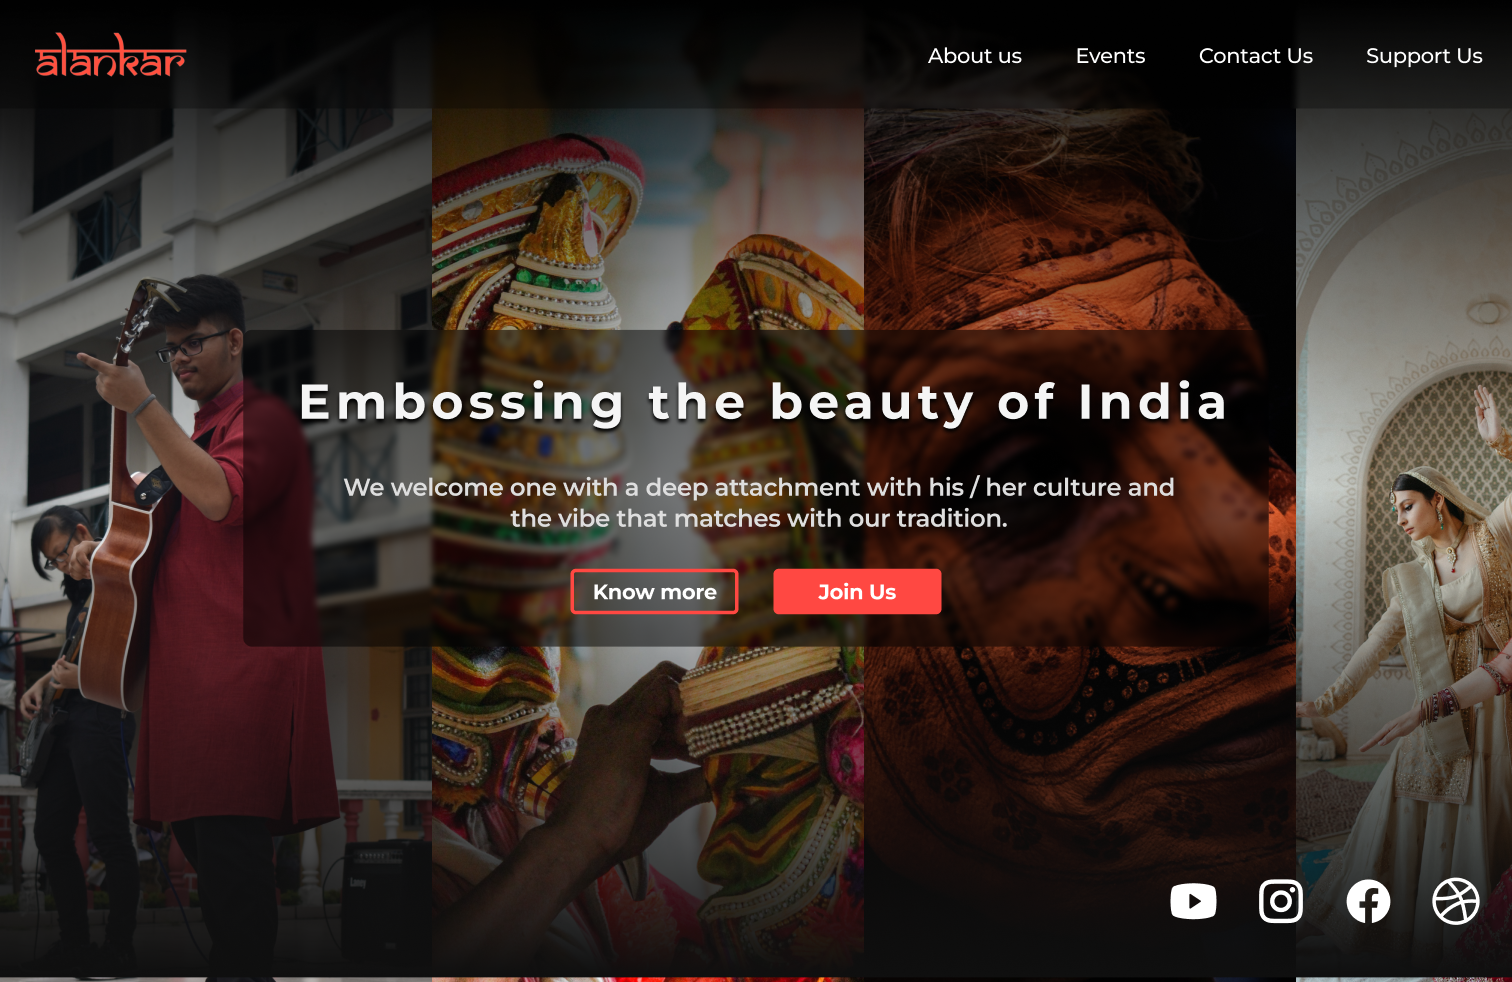 alankar
About us
Events
Contact Us
Support Us
Embossing the beauty of India
We welcome one with a deep attachment with his / her culture and
the vibe that matches with our tradition.
Know more
Join Us
Laney